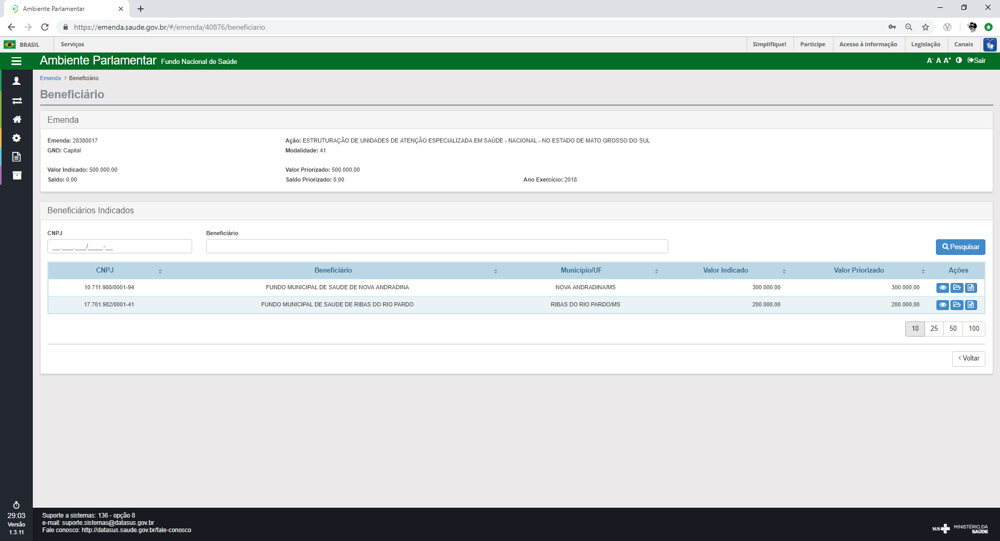 Ambiente Parlamentar
https://emenda.saude.gov.br/#/emenda/40876/beneficiario
BRASIL Serviços Simplifique! Participe Acesso à informação Legislação Canais
Ambiente Parlamentar Fundo Nacional de Saúde A- A A+ Sair
Emenda > Beneficiário
Beneficiário
Emenda
Emenda: 28380017 Ação: ESTRUTURAÇÃO DE UNIDADES DE ATENÇÃO ESPECIALIZADA EM SAÚDE - NACIONAL - NO ESTADO DE MATO GROSSO DO SUL
GND: Capital Modalidade: 41
Valor Indicado: 500.000,00 Valor Priorizado: 500.000,00
Saldo: 0,00 Saldo Priorizado: 0,00 Ano Exercício: 2018
Beneficiários Indicados
CNPJ Beneficiário
__.___.___/____-__ Pesquisar
CNPJ Beneficiário Município/UF Valor Indicado Valor Priorizado Ações
10.711.980/0001-94 FUNDO MUNICIPAL DE SAUDE DE NOVA ANDRADINA NOVA ANDRADINA/MS 300.000,00 300.000,00
17.701.982/0001-41 FUNDO MUNICIPAL DE SAUDE DE RIBAS DO RIO PARDO RIBAS DO RIO PARDO/MS 200.000,00 200.000,00
10 25 50 100
< Voltar
29:03
Versão
1.3.11
Suporte a sistemas: 136 - opção 8
e-mail: suporte.sistemas@datasus.gov.br
Fale conosco: http://datasus.saude.gov.br/fale-conosco
SUS MINISTÉRIO DA
SAÚDE